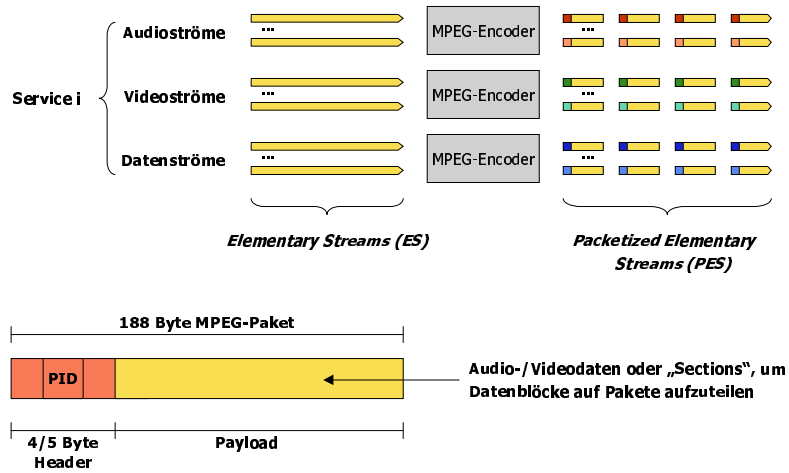 Audioströme
...
MPEG-Encoder
...
Service i
Videoströme
...
MPEG-Encoder
...
Datenströme
...
MPEG-Encoder
...
Elementary Streams (ES)
Packetized Elementary
Streams (PES)
188 Byte MPEG-Paket
PID
Audio-/Videodaten oder „Sections“, um
Datenblöcke auf Pakete aufzuteilen
4/5 Byte
Header
Payload